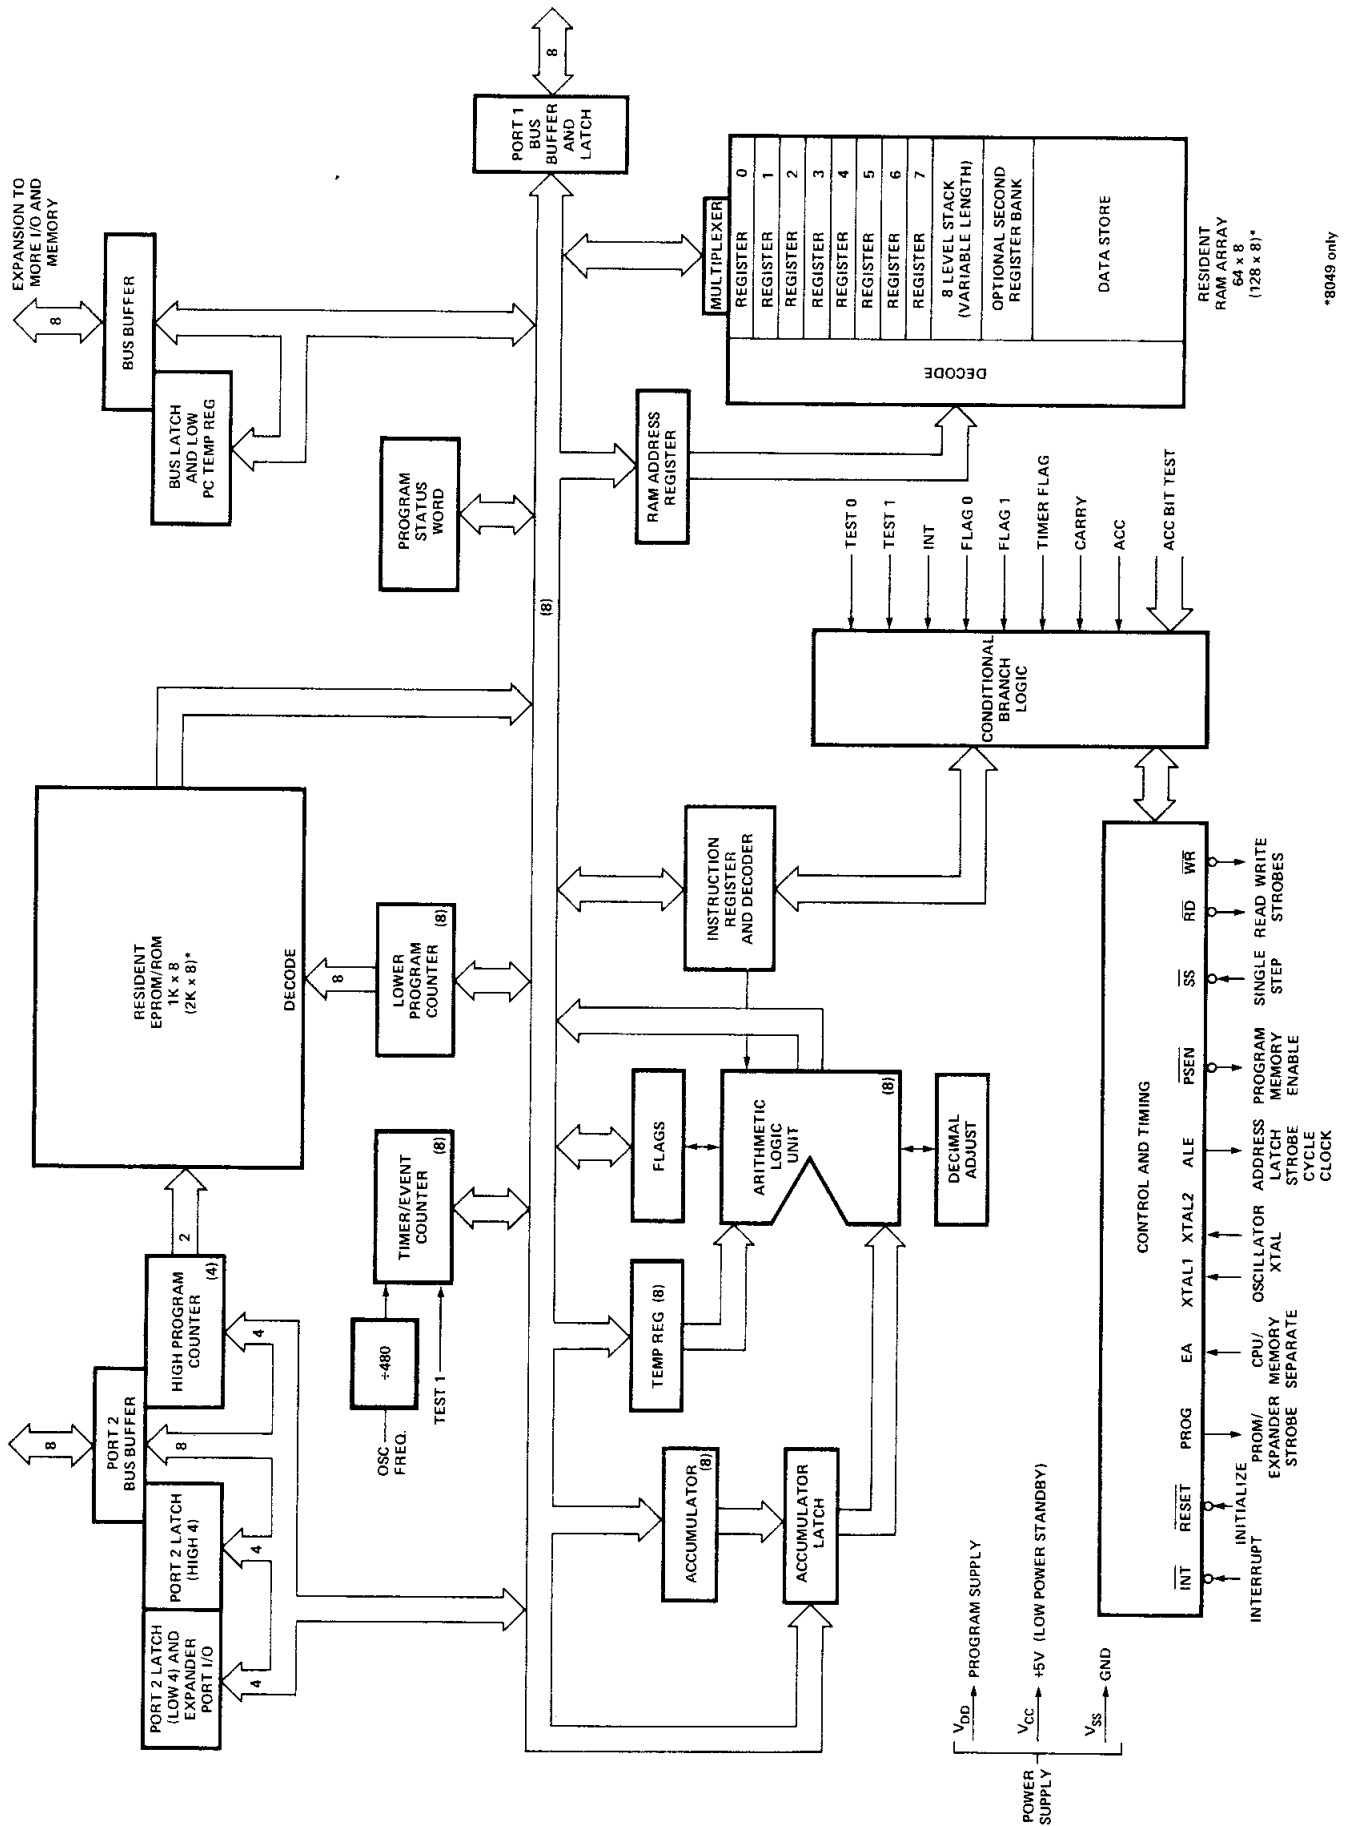 8
PORT 2
BUS BUFFER
PORT 2 LATCH
(LOW 4) AND
EXPANDER
PORT I/O
PORT 2 LATCH
(HIGH 4)
HIGH PROGRAM
COUNTER
(4)
4
4
8
4
2
RESIDENT
EPROM/ROM
1K x 8
(2K x 8)*
DECODE
EXPANSION TO
MORE I/O AND
MEMORY
8
BUS BUFFER
BUS LATCH
AND LOW
PC TEMP REG
OSC
FREQ.
÷480
TEST 1
TIMER/EVENT
COUNTER
(8)
8
LOWER
PROGRAM
COUNTER
(8)
PROGRAM
STATUS
WORD
PORT 1
BUS
BUFFER
AND
LATCH
8
(8)
ACCUMULATOR
(8)
ACCUMULATOR
LATCH
TEMP REG (8)
FLAGS
ARITHMETIC
LOGIC
UNIT
(8)
DECIMAL
ADJUST
INSTRUCTION
REGISTER
AND DECODER
RAM ADDRESS
REGISTER
MULTIPLEXER
DECODE
REGISTER 0
REGISTER 1
REGISTER 2
REGISTER 3
REGISTER 4
REGISTER 5
REGISTER 6
REGISTER 7
8 LEVEL STACK
(VARIABLE LENGTH)
OPTIONAL SECOND
REGISTER BANK
DATA STORE
RESIDENT
RAM ARRAY
64 x 8
(128 x 8)*
CONDITIONAL
BRANCH
LOGIC
TEST 0
TEST 1
INT
FLAG 0
FLAG 1
TIMER FLAG
CARRY
ACC
ACC BIT TEST
POWER
SUPPLY
VDD PROGRAM SUPPLY
VCC +5V (LOW POWER STANDBY)
VSS GND
CONTROL AND TIMING
INT RESET PROG EA XTAL1 XTAL2 ALE PSEN SS RD WR
INTERRUPT
INITIALIZE
PROM/
EXPANDER
STROBE
CPU/
MEMORY
SEPARATE
OSCILLATOR
XTAL
ADDRESS
LATCH
STROBE
CYCLE
CLOCK
PROGRAM
MEMORY
ENABLE
SINGLE
STEP
READ WRITE
STROBES
*8049 only